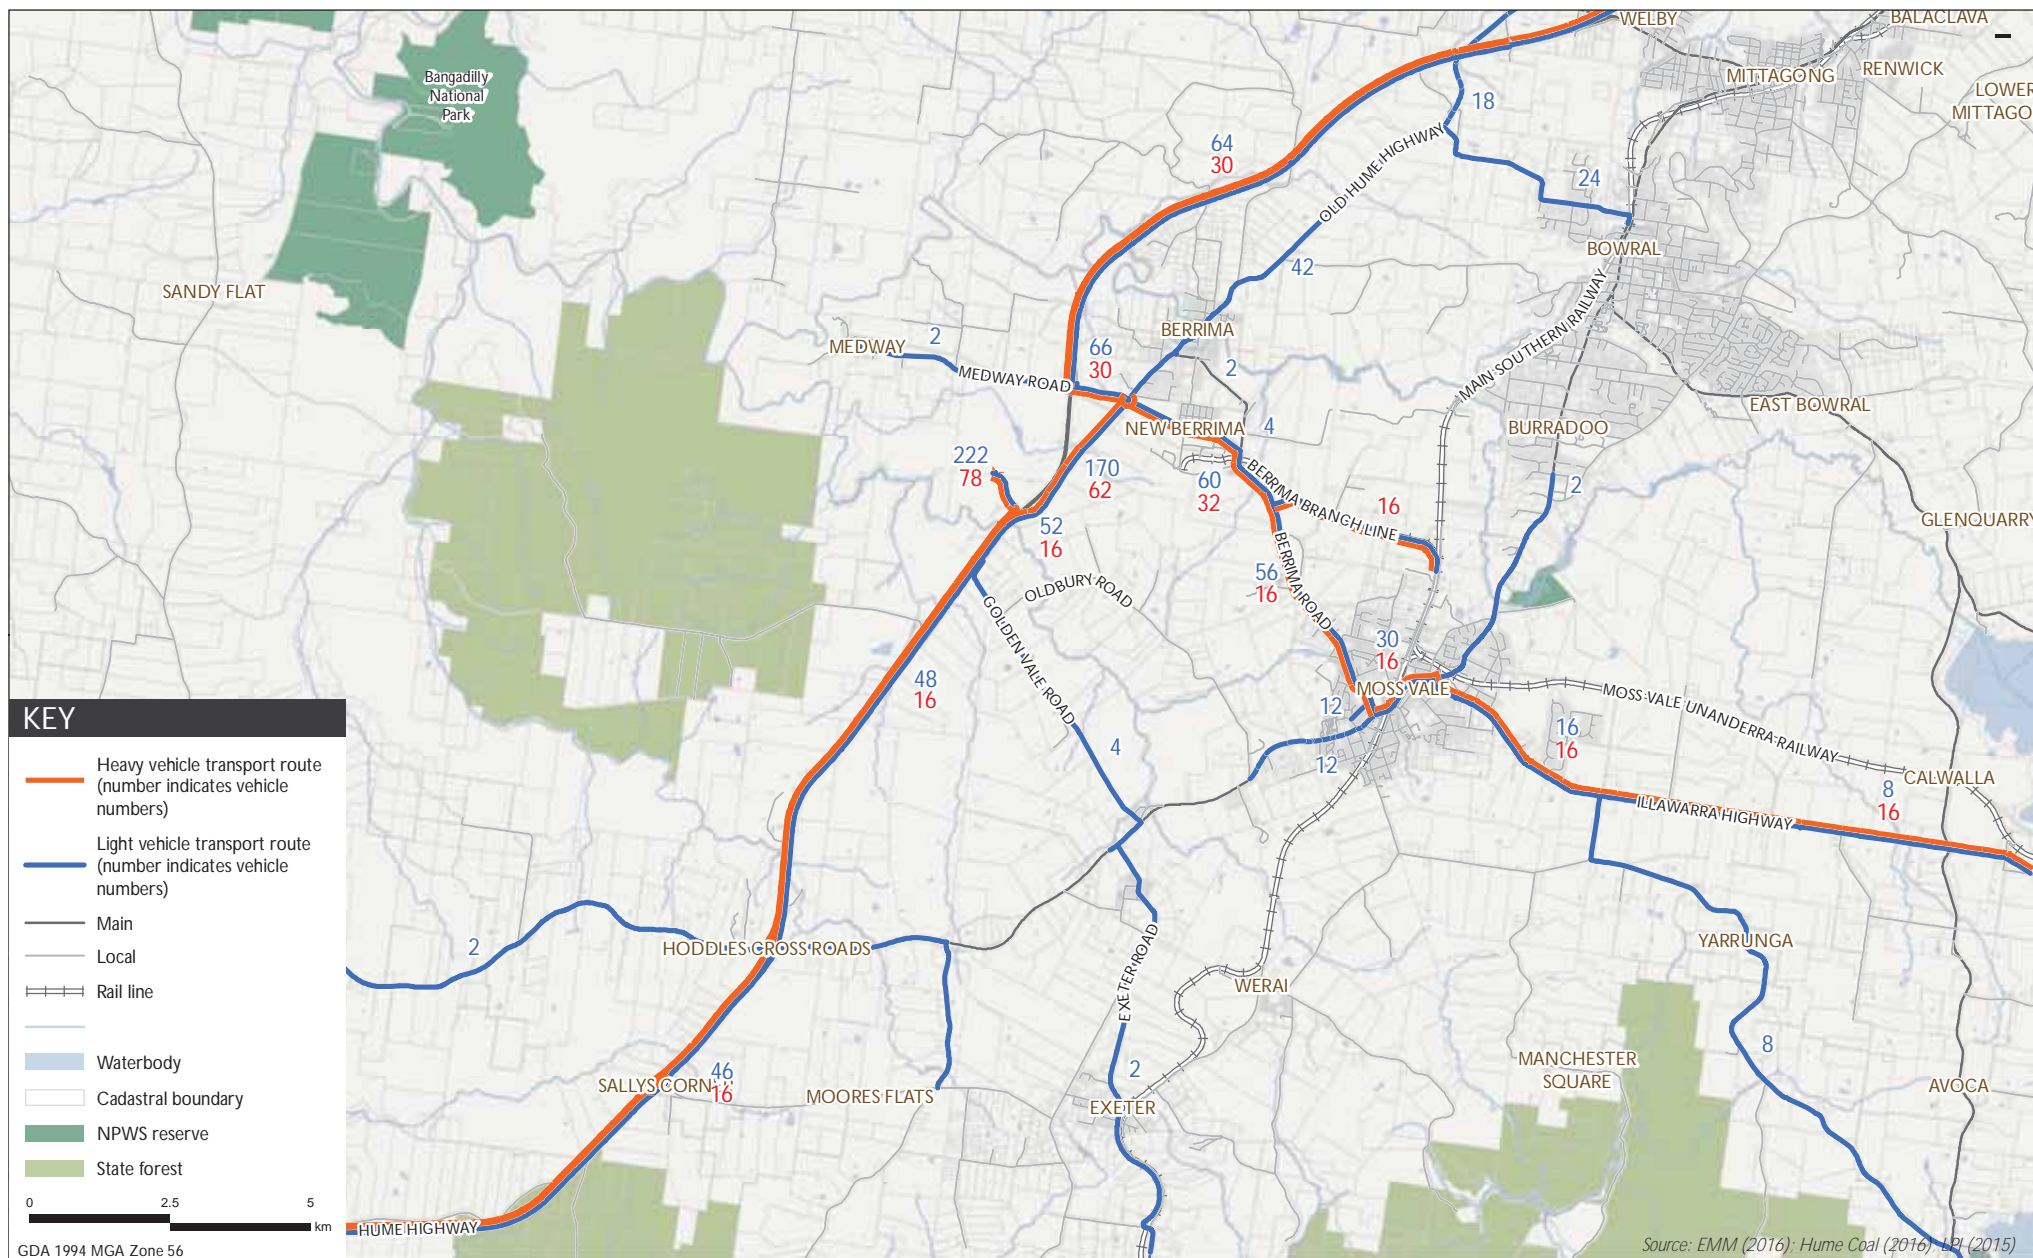 WELBY
BALACLAVA
MITTAGONG
RENWICK
LOWER
MITTAGO
Bangadilly
National
Park
18
64
30
OLD HUME HIGHWAY
24
BOWRAL
42
SANDY FLAT
MAIN SOUTHERN RAILWAY
BERRIMA
2
MEDWAY
66
30
2
MEDWAY ROAD
EAST BOWRAL
NEW BERRIMA
4
BURRADOO
222
78
170
62
60
32
BERRIMA BRANCH LINE
16
2
GLENQUARRY
52
16
BERRIMA ROAD
56
16
OLDBURY ROAD
GOLDEN VALE ROAD
30
16
48
16
MOSS VALE
MOSS VALE UNANDERRA RAILWAY
12
16
16
4
12
CALWALLA
8
16
ILLAWARRA HIGHWAY
2
HODDLES CROSS ROADS
YARRUNGA
EXETER ROAD
WERAI
8
MANCHESTER
SQUARE
46
16
SALLYS CORN
MOORES FLATS
2
EXETER
AVOCA
HUME HIGHWAY
KEY
Heavy vehicle transport route
(number indicates vehicle
numbers)
Light vehicle transport route
(number indicates vehicle
numbers)
Main
Local
Rail line
Waterbody
Cadastral boundary
NPWS reserve
State forest
0 2.5 5
km
GDA 1994 MGA Zone 56
Source: EMM (2016); Hume Coal (2016); LPI (2015)